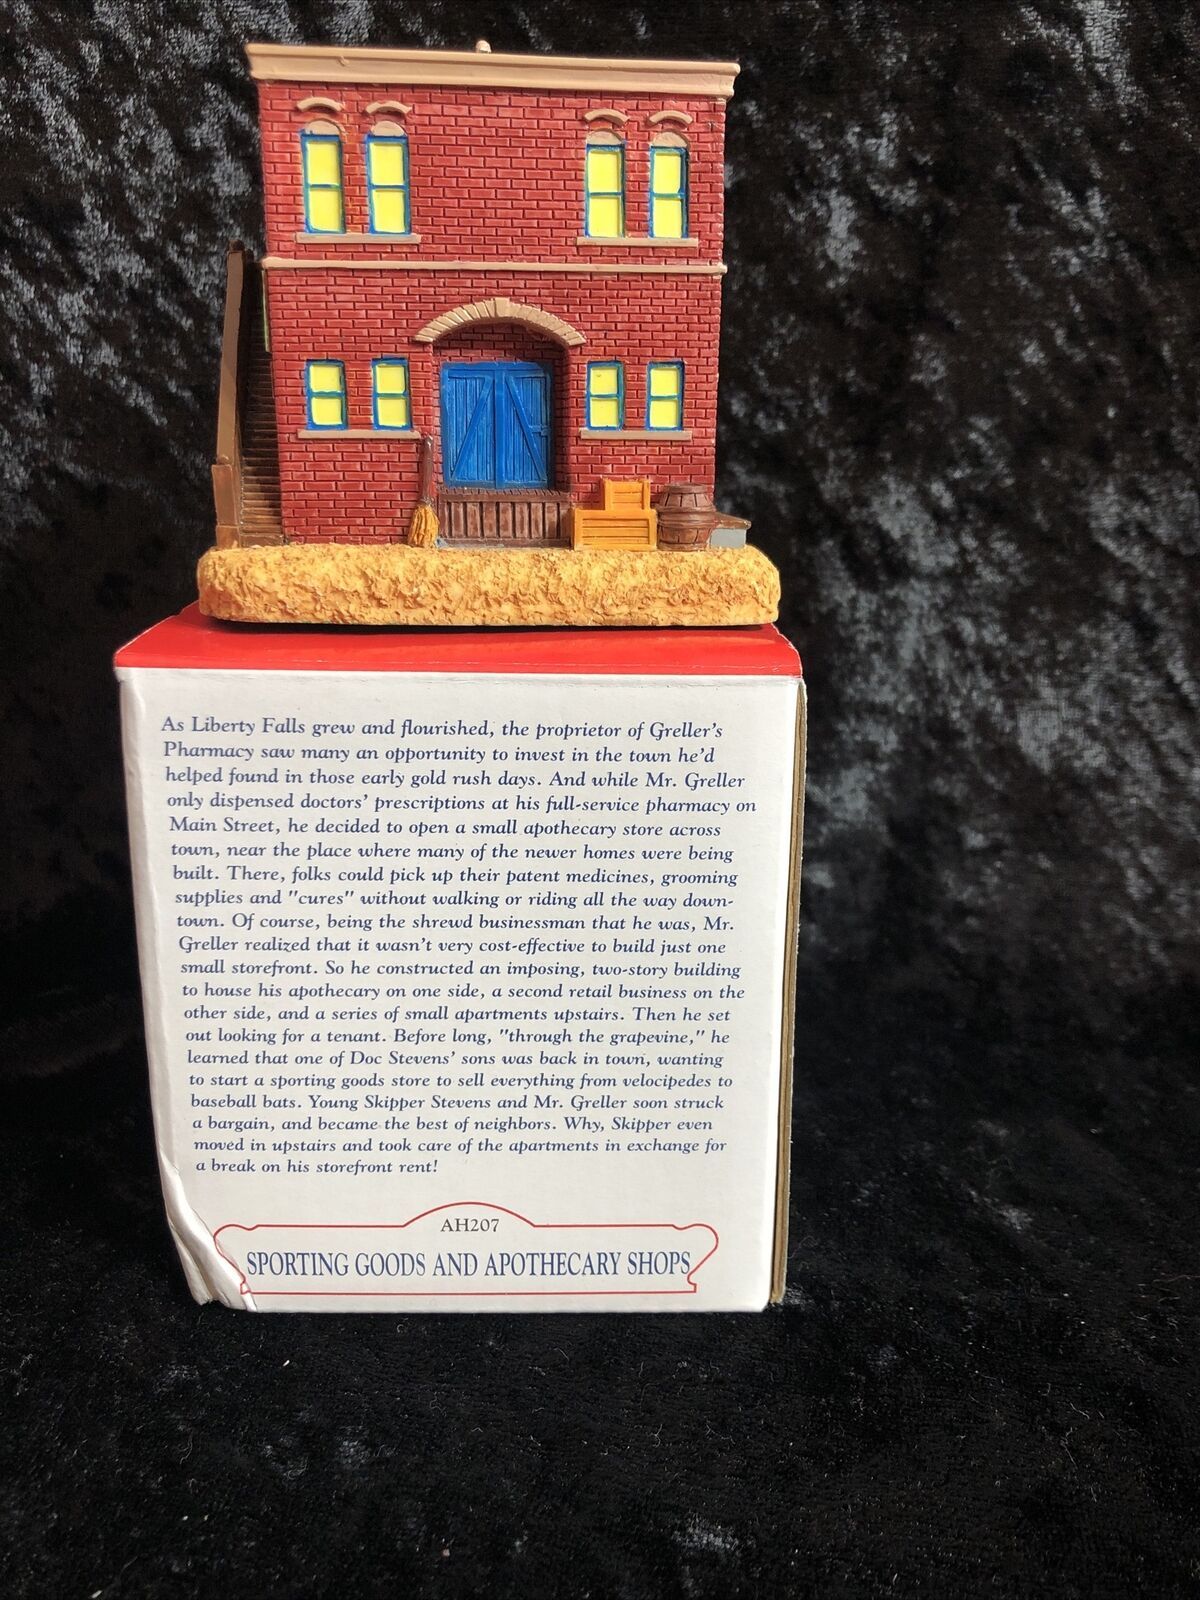 As Liberty Falls grew and flourished, the proprietor of Greller's
Pharmacy saw many an opportunity to invest in the town he'd
helped found in those early gold rush days. And while Mr. Greller
only dispensed doctors' prescriptions at his full-service pharmacy on
Main Street, he decided to open a small apothecary store across
town, near the place where many of the newer homes were being
built. There, folks could pick up their patent medicines, grooming
supplies and "cures" without walking or riding all the way down-
town. Of course, being the shrewd businessman that he was, Mr.
Greller realized that it wasn't very cost-effective to build just one
small storefront. So he constructed an imposing, two-story building
to house his apothecary on one side, a second retail business on the
other side, and a series of small apartments upstairs. Then he set
out looking for a tenant. Before long, "through the grapevine," he
learned that one of Doc Stevens' sons was back in town, wanting
to start a sporting goods store to sell everything from velocipedes to
baseball bats. Young Skipper Stevens and Mr. Greller soon struck
a bargain, and became the best of neighbors. Why, Skipper even
moved in upstairs and took care of the apartments in exchange for
a break on his storefront rent!
AH207
SPORTING GOODS AND APOTHECARY SHOPS